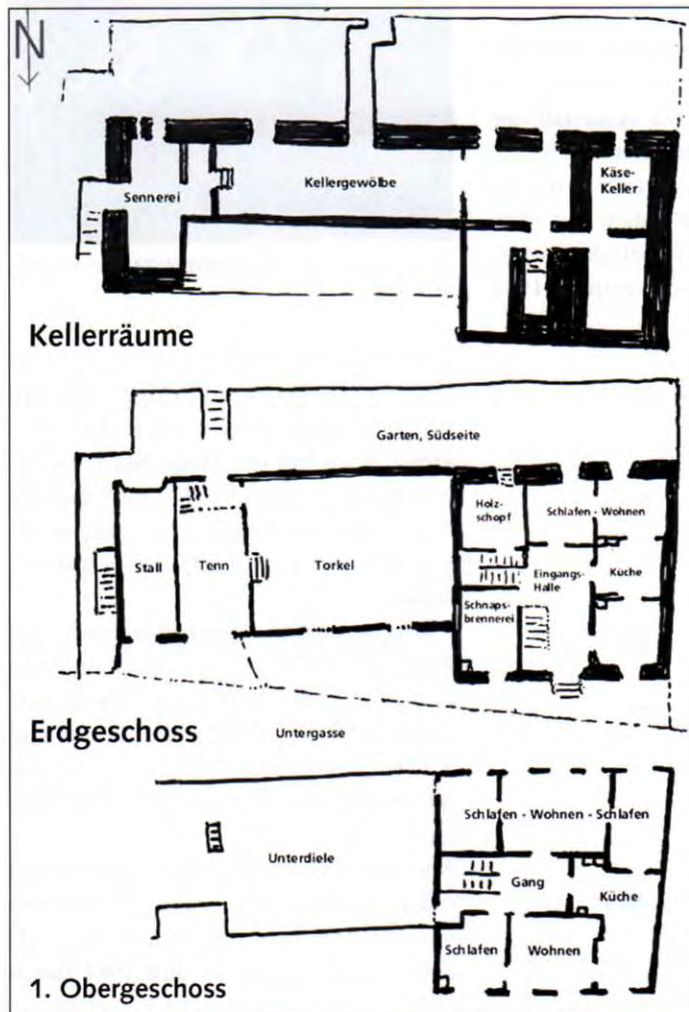 N
Sennerei
Kellergewölbe
Käse-
Keller
Kellerräume
Garten, Südseite
Holz-
schopf
Schlafen - Wohnen
Stall
Tenn
Torkel
Eingangs-
Halle
Küche
Schnaps-
brennerei
Erdgeschoss
Untergasse
Schlafen - Wohnen - Schlafen
Unterdiele
Gang
Küche
Schlafen
Wohnen
1. Obergeschoss